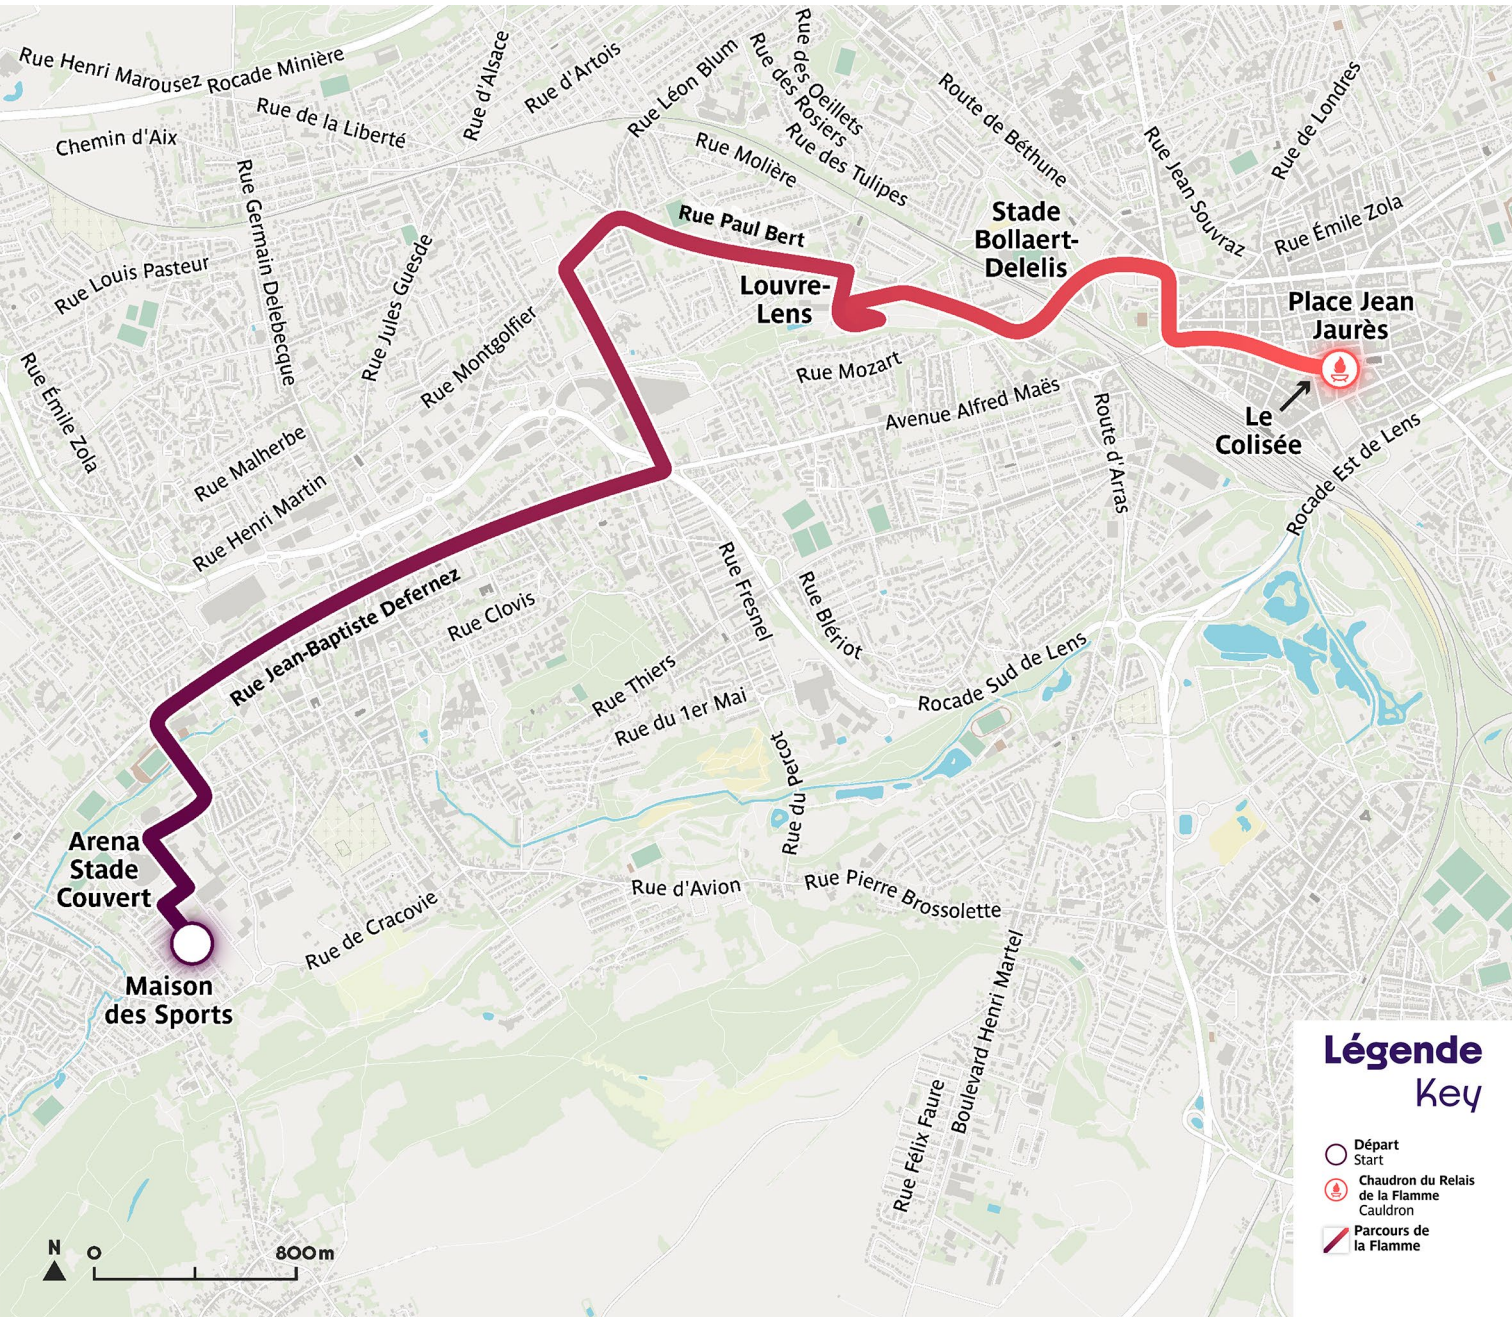 Rue Henri Marousez
Rocade Minière
Rue d'Alsace
Rue d'Artois
Rue Léon Blum
Rue des Oeillets
Rue des Rosiers
Rue des Tulipes
Route de Béthune
Rue de Londres
Rue Jean Souvraz
Rue de la Liberté
Chemin d'Aix
Rue Molière
Rue Germain Delebecque
Rue Paul Bert
Stade
Bollaert-
Delelis
Rue Émile Zola
Rue Louis Pasteur
Rue Jules Guesde
Rue Montgolfier
Louvre-
Lens
Place Jean
Jaurès
Rue Émile Zola
Rue Mozart
Avenue Alfred Maës
Route d'Arras
Le
Colisée
Rocade Est de Lens
Rue Malherbe
Rue Henri Martin
Rue Jean-Baptiste Defernez
Rue Clovis
Rue Fresnel
Rue Blériot
Rue Thiers
Rue du 1er Mai
Rocade Sud de Lens
Rue du Percot
Arena
Stade
Couvert
Rue d'Avion
Rue Pierre Brossolette
Rue de Cracovie
Maison
des Sports
Boulevard Henri Martel
Rue Félix Faure
Légende
Key
Départ
Start
Chaudron du Relais
de la Flamme
Cauldron
Parcours de
la Flamme
N
0 800m